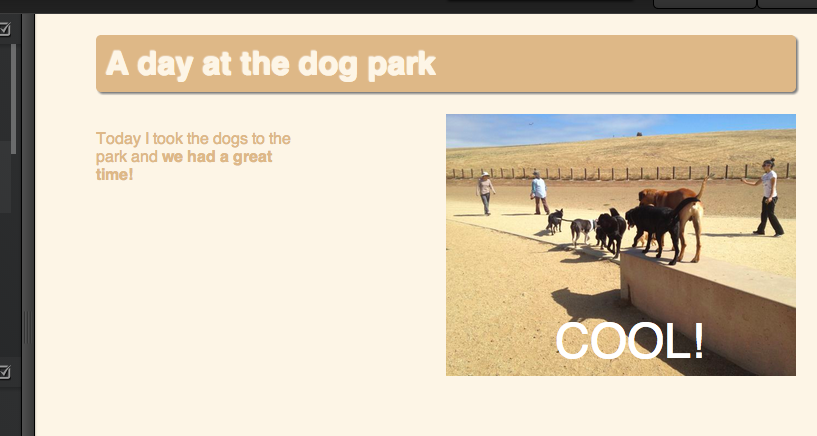 A day at the dog park
Today I took the dogs to the
park and we had a great
time!
COOL!